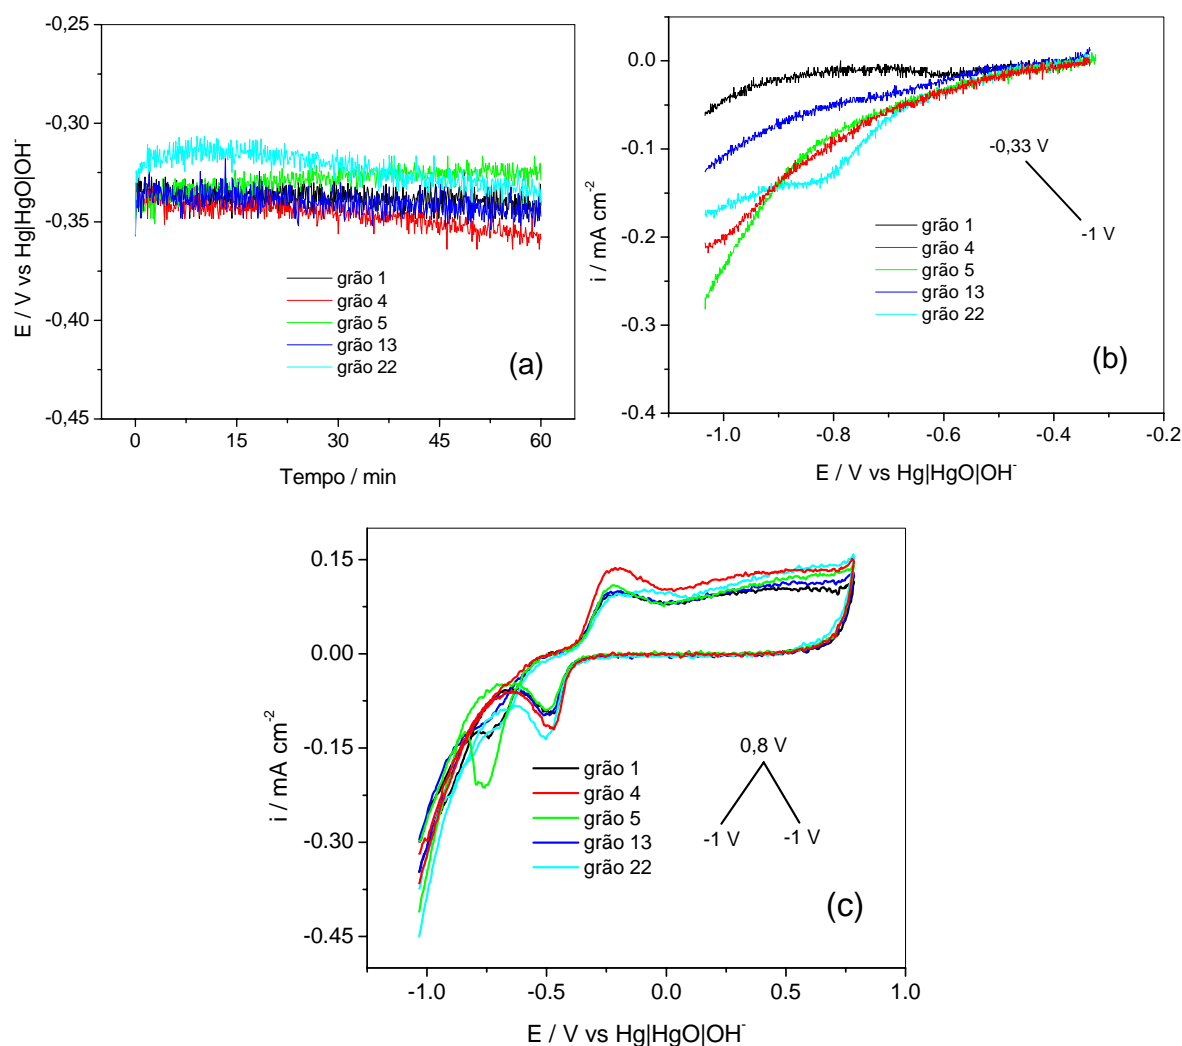 -0,25
-0,30
-0,35
-0,40
-0,45
E / V vs Hg|HgO|OH⁻
grão 1
grão 4
grão 5
grão 13
grão 22
(a)
0 15 30 45 60
Tempo / min
0.0
-0.1
-0.2
-0.3
-0.4
i / mA cm⁻²
-0,33 V
-1 V
grão 1
grão 4
grão 5
grão 13
grão 22
(b)
-1.0 -0.8 -0.6 -0.4 -0.2
E / V vs Hg|HgO|OH⁻
0.15
0.00
-0.15
-0.30
-0.45
i / mA cm⁻²
0,8 V
-1 V -1 V
grão 1
grão 4
grão 5
grão 13
grão 22
(c)
-1.0 -0.5 0.0 0.5 1.0
E / V vs Hg|HgO|OH⁻